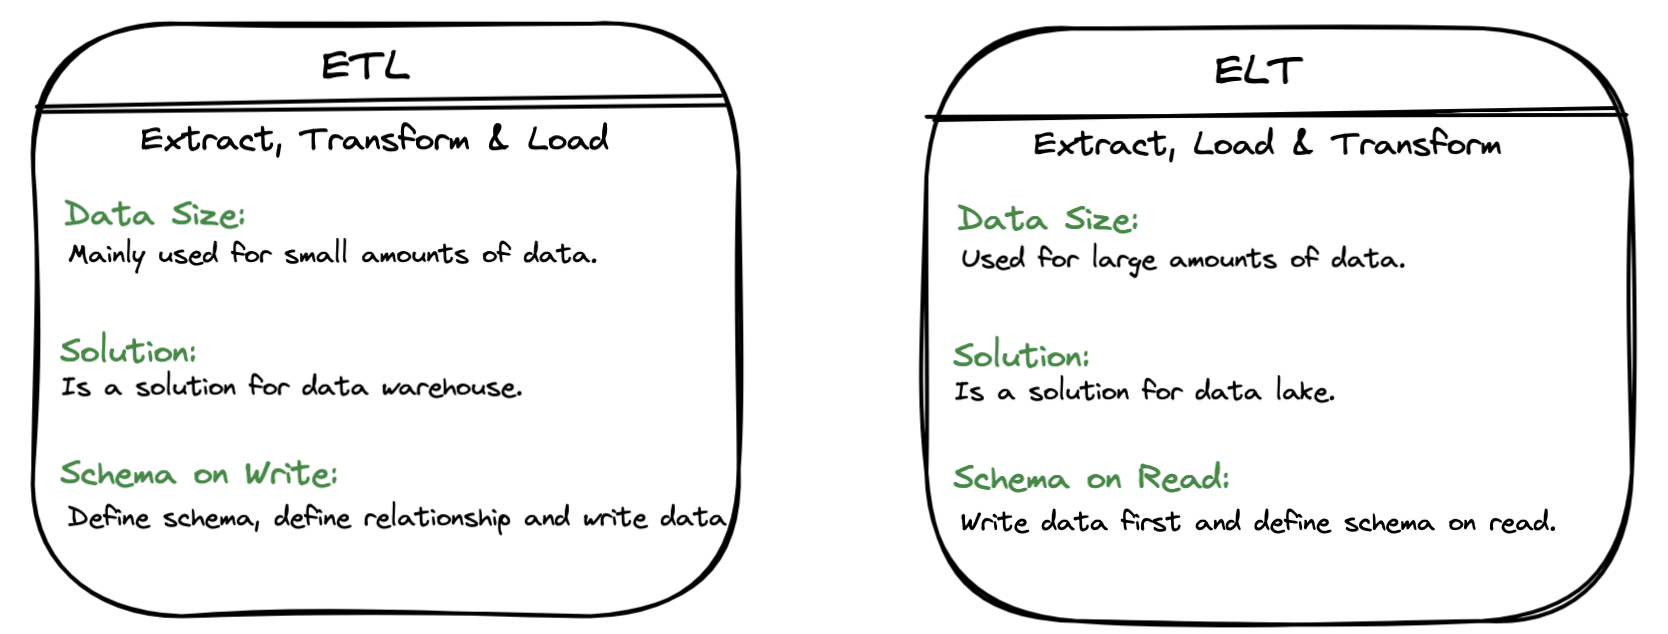 ETL
Extract, Transform & Load
Data Size:
Mainly used for small amounts of data.
Solution:
Is a solution for data warehouse.
Schema on Write:
Define schema, define relationship and write data
ELT
Extract, Load & Transform
Data Size:
Used for large amounts of data.
Solution:
Is a solution for data lake.
Schema on Read:
Write data first and define schema on read.